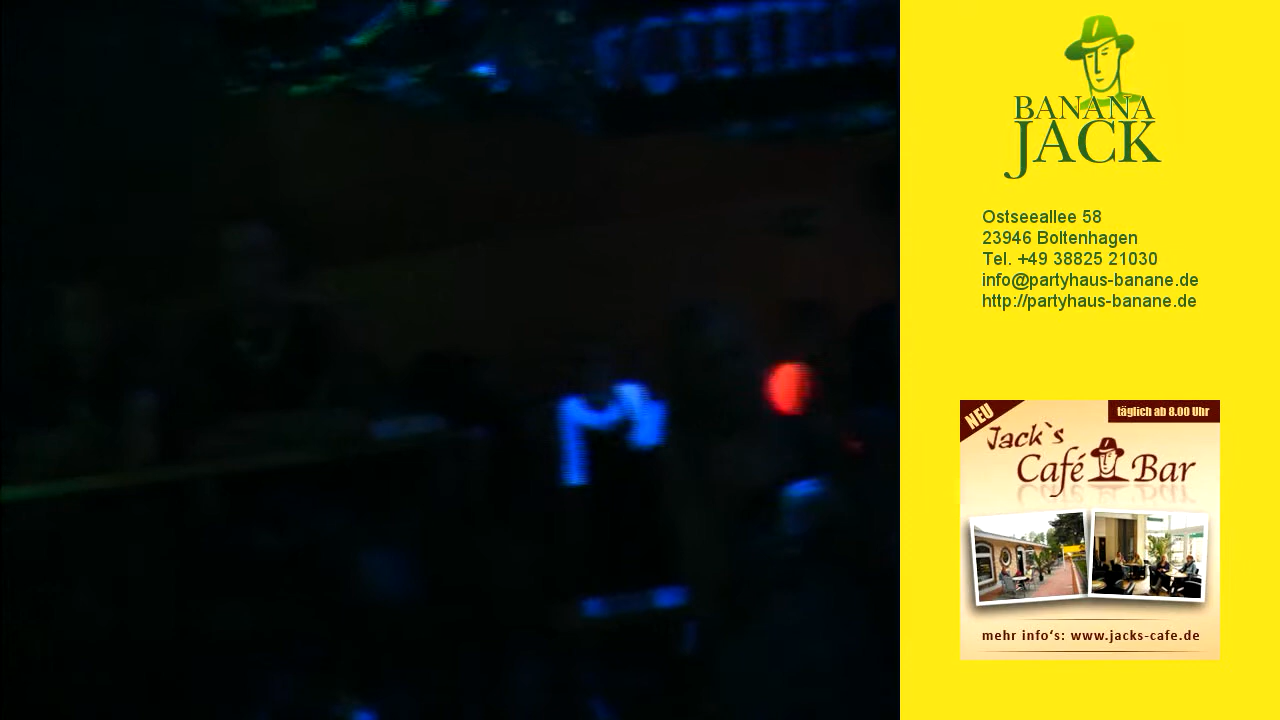 BANANA
JACK
Ostseeallee 58
23946 Boltenhagen
Tel. +49 38825 21030
info@partyhaus-banane.de
http://partyhaus-banane.de
NEU
täglich ab 8.00 Uhr
Jack`s
Café Bar
mehr info's: www.jacks-cafe.de